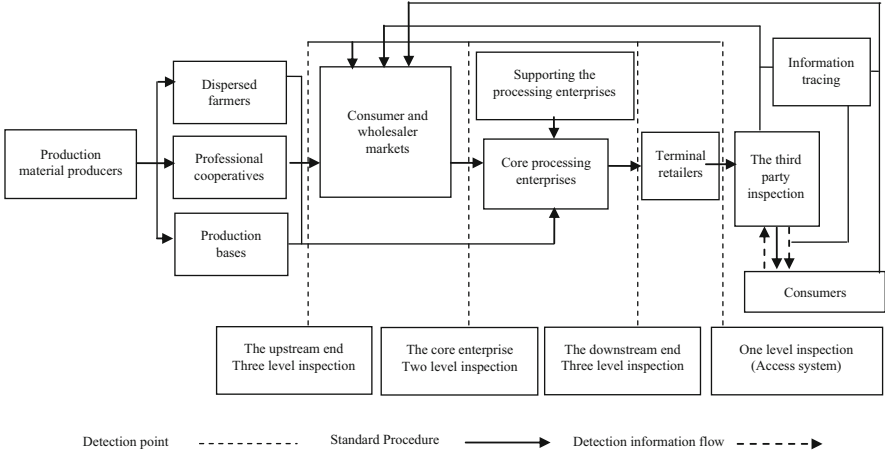 Dispersed
farmers
Supporting the
processing enterprises
Information
tracing
Consumer and
wholesaler
markets
Production
material producers
Professional
cooperatives
Core processing
enterprises
Terminal
retailers
The third
party
inspection
Production
bases
Consumers
The upstream end
Three level inspection
The core enterprise
Two level inspection
The downstream end
Three level inspection
One level inspection
(Access system)
Detection point
Standard Procedure
Detection information flow